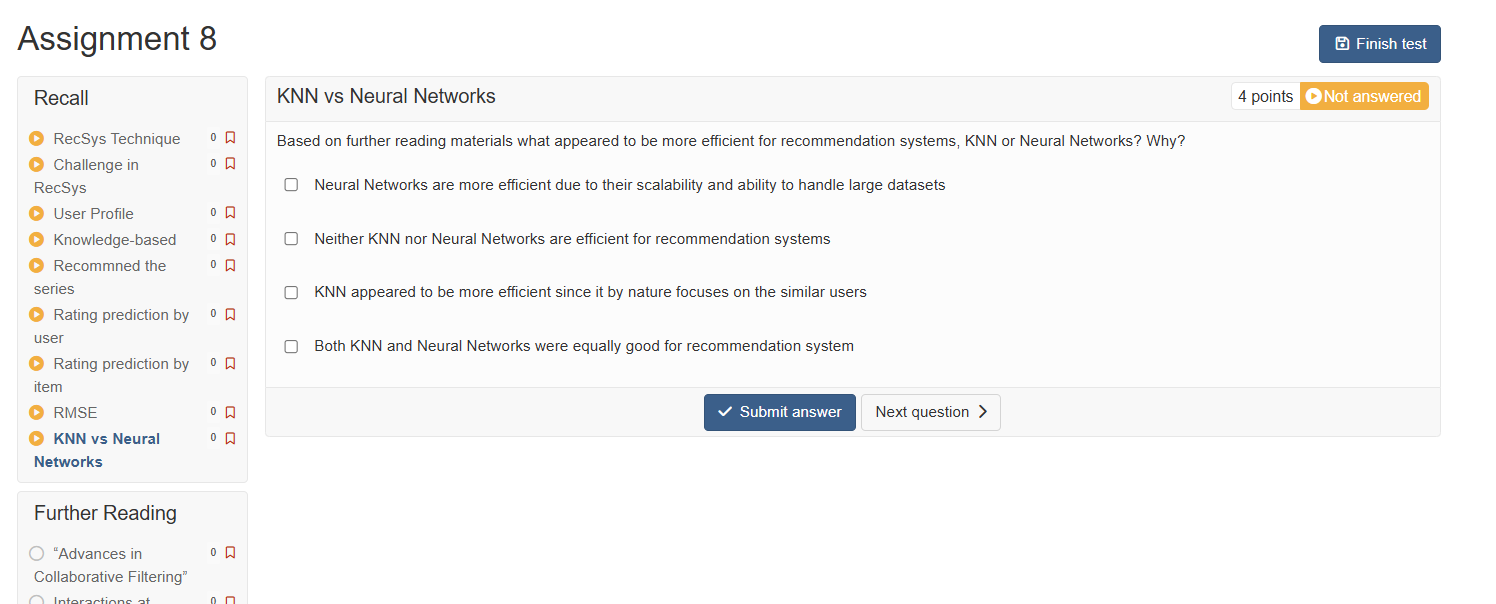 Assignment 8
Finish test
Recall
RecSys Technique 0
Challenge in 0
RecSys
User Profile 0
Knowledge-based 0
Recommned the 0
series
Rating prediction by 0
user
Rating prediction by 0
item
RMSE 0
KNN vs Neural 0
Networks
Further Reading
“Advances in 0
Collaborative Filtering”
Interactions at 0
KNN vs Neural Networks
4 points Not answered
Based on further reading materials what appeared to be more efficient for recommendation systems, KNN or Neural Networks? Why?
Neural Networks are more efficient due to their scalability and ability to handle large datasets
Neither KNN nor Neural Networks are efficient for recommendation systems
KNN appeared to be more efficient since it by nature focuses on the similar users
Both KNN and Neural Networks were equally good for recommendation system
Submit answer
Next question